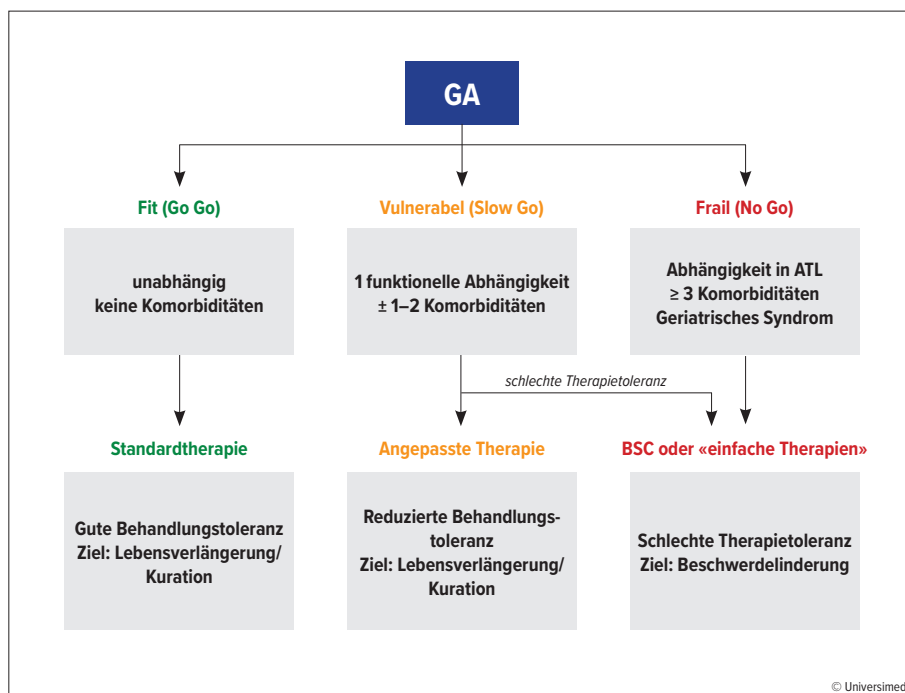 GA
Fit (Go Go)
unabhängig
keine Komorbiditäten
Vulnerabel (Slow Go)
1 funktionelle Abhängigkeit
± 1–2 Komorbiditäten
Frail (No Go)
Abhängigkeit in ATL
≥ 3 Komorbiditäten
Geriatrisches Syndrom
schlechte Therapietoleranz
Standardtherapie
Gute Behandlungstoleranz
Ziel: Lebensverlängerung/
Kuration
Angepasste Therapie
Reduzierte Behandlungs-
toleranz
Ziel: Lebensverlängerung/
Kuration
BSC oder «einfache Therapien»
Schlechte Therapietoleranz
Ziel: Beschwerdelinderung
© Universimed